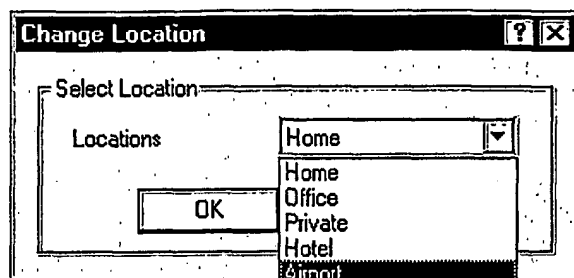 Change Location
Select Location
Locations Home
Home
Office
OK
Private
Hotel
Airport